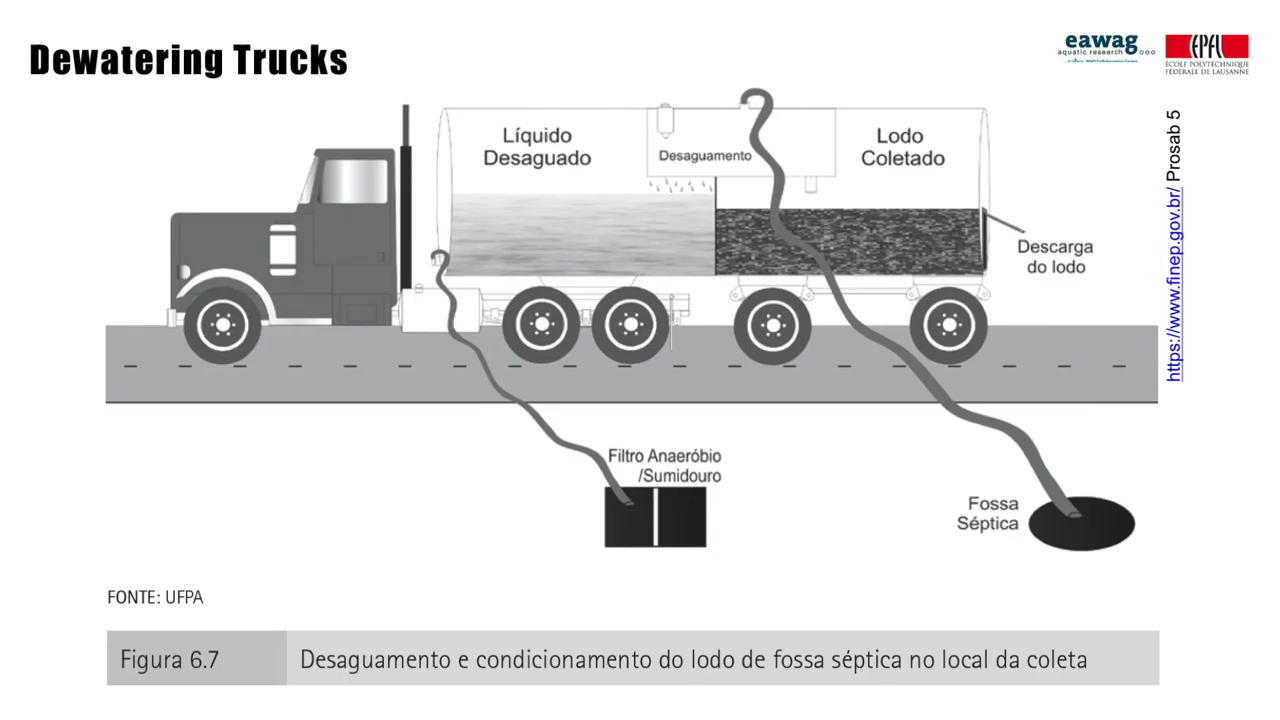 Dewatering Trucks
eawag
aquatic research
EPFL
ÉCOLE POLYTECHNIQUE
FÉDÉRALE DE LAUSANNE
https://www.finep.gov.br/ Prosab 5
Líquido
Desaguado
Desaguamento
Lodo
Coletado
Descarga
do lodo
Filtro Anaeróbio
/Sumidouro
Fossa
Séptica
FONTE: UFPA
Figura 6.7
Desaguamento e condicionamento do lodo de fossa séptica no local da coleta